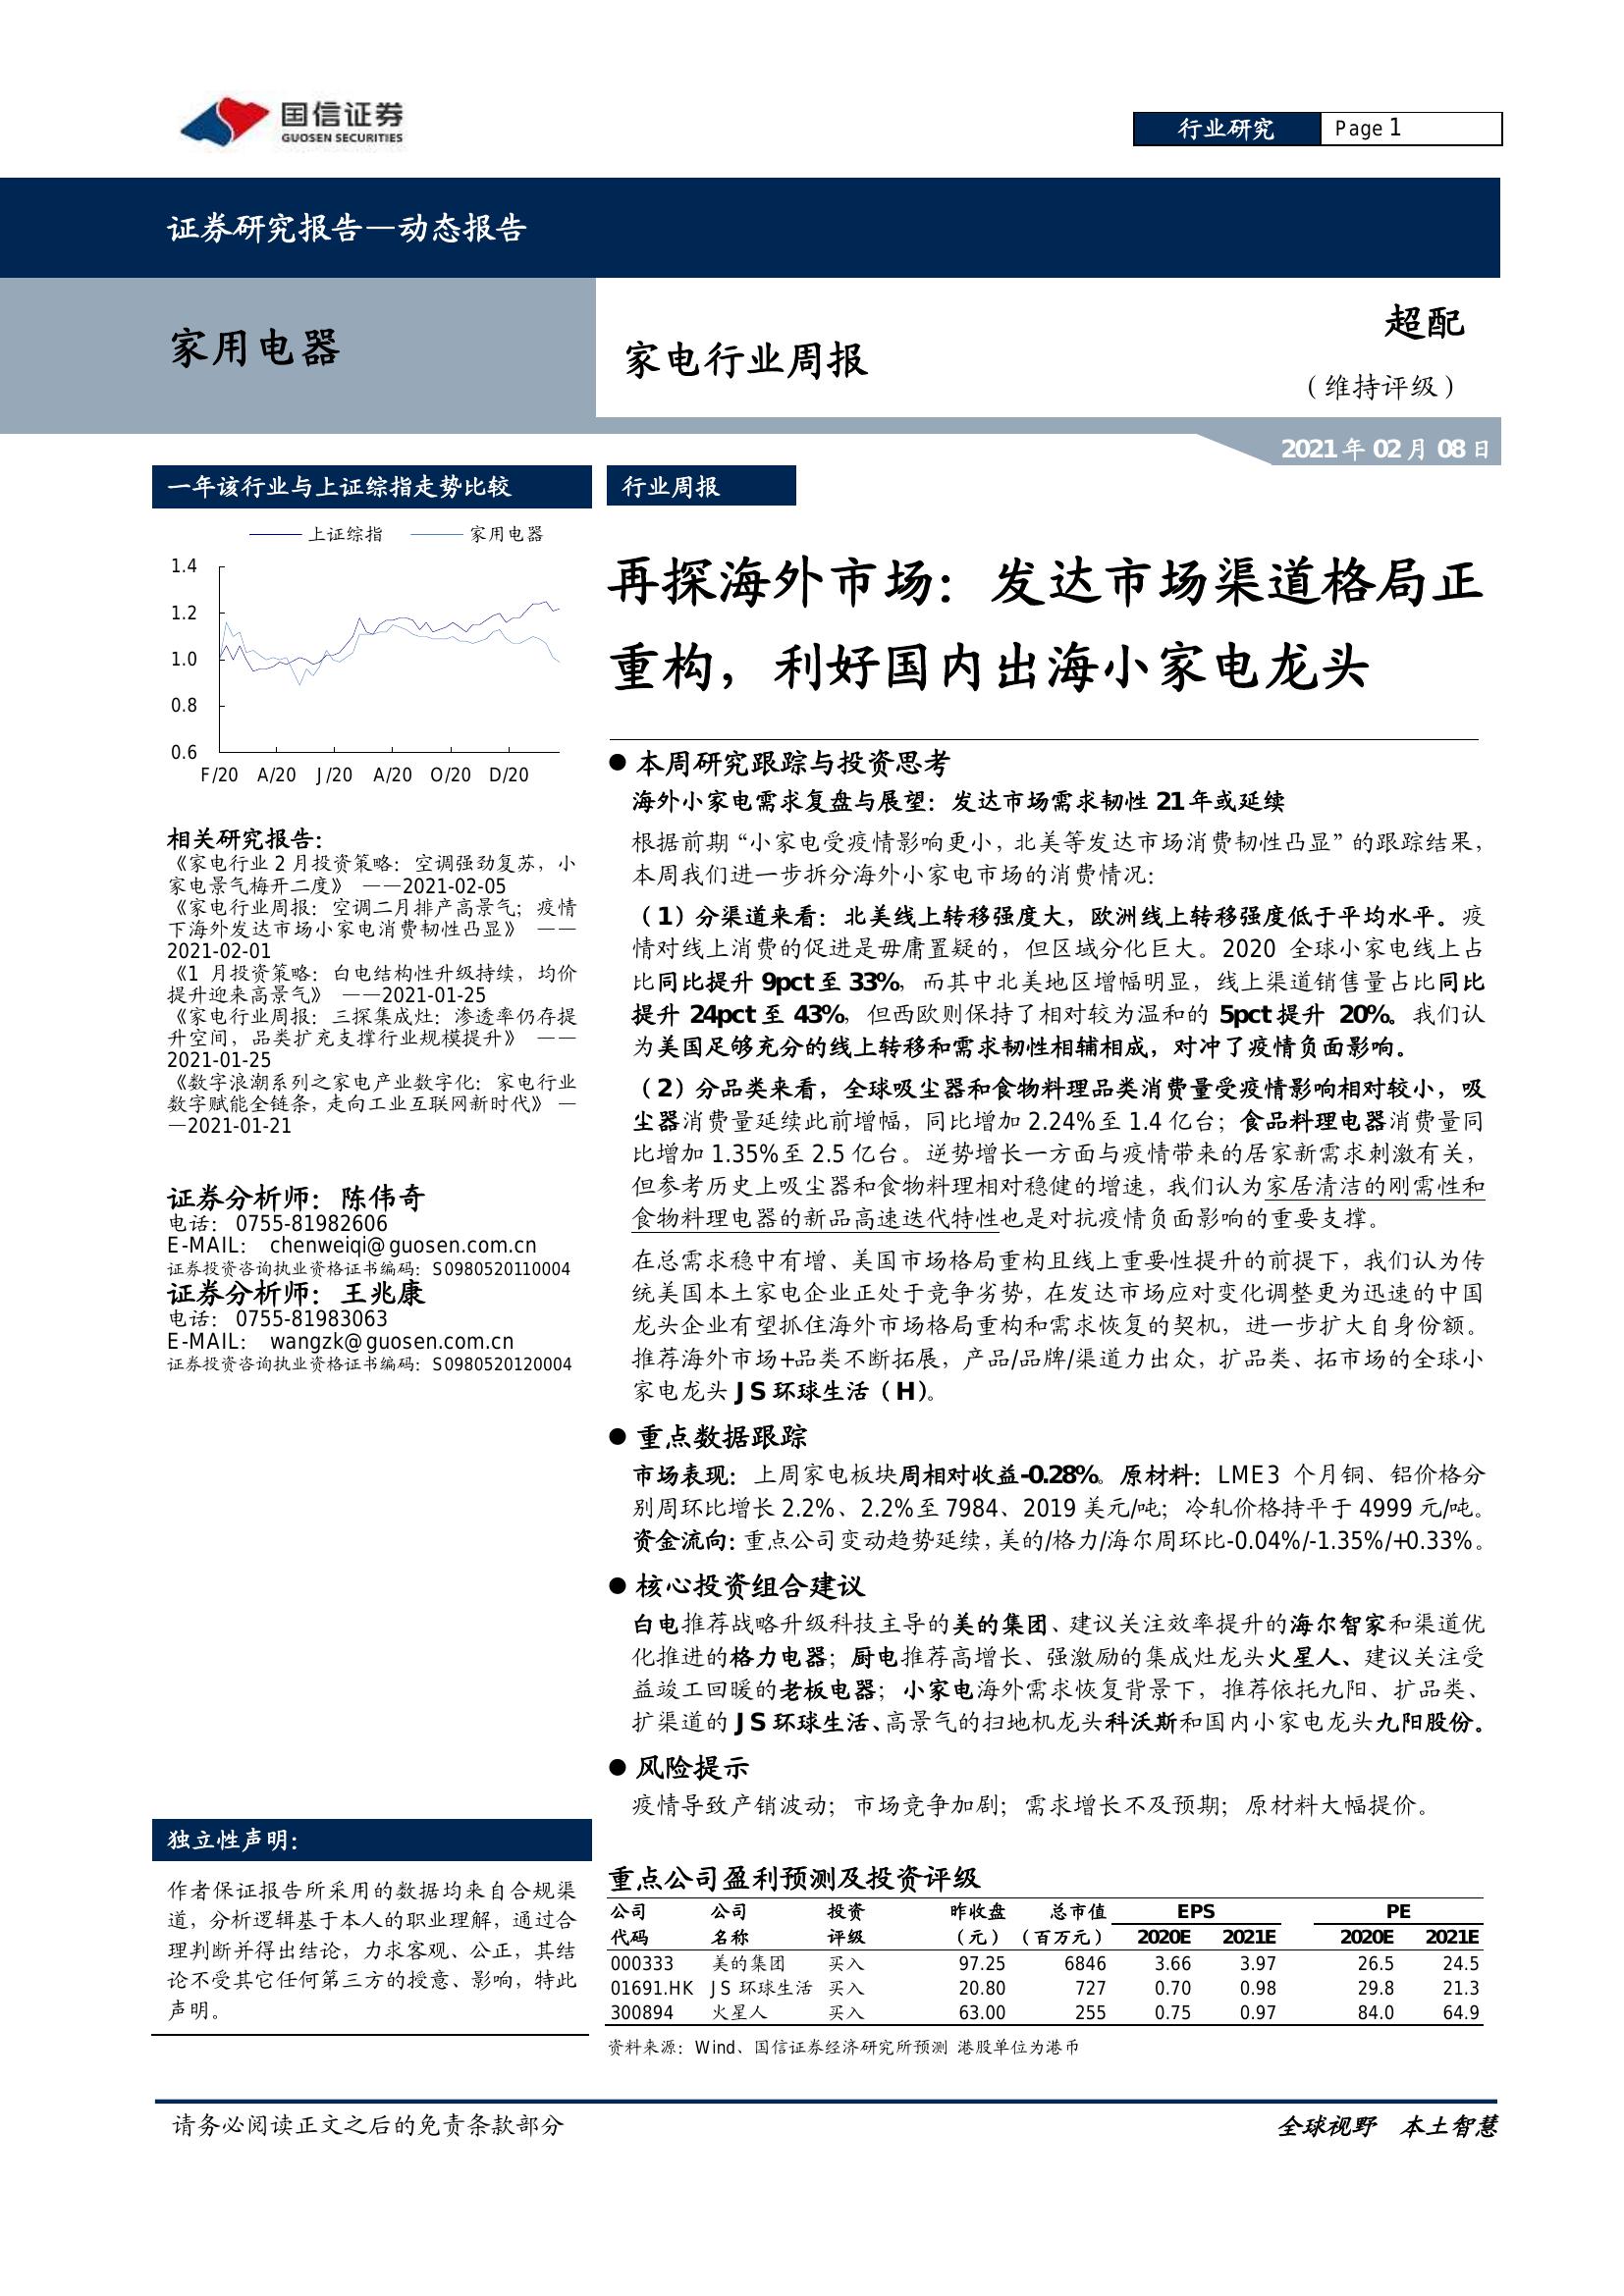 国信证券
GUOSEN SECURITIES
行业研究
Page 1
证券研究报告—动态报告
家用电器
家电行业周报
超配
（维持评级）
2021 年 02 月 08 日
一年该行业与上证综指走势比较
上证综指 家用电器
1.4
1.2
1.0
0.8
0.6
F/20 A/20 J/20 A/20 O/20 D/20
相关研究报告：
《家电行业 2 月投资策略：空调强劲复苏，小
家电景气梅开二度》 ——2021-02-05
《家电行业周报：空调二月排产高景气；疫情
下海外发达市场小家电消费韧性凸显》 ——
2021-02-01
《1 月投资策略：白电结构性升级持续，均价
提升迎来高景气》 ——2021-01-25
《家电行业周报：三探集成灶：渗透率仍存提
升空间，品类扩充支撑行业规模提升》 ——
2021-01-25
《数字浪潮系列之家电产业数字化：家电行业
数字赋能全链条，走向工业互联网新时代》 —
—2021-01-21
证券分析师：陈伟奇
电话： 0755-81982606
E-MAIL： chenweiqi@guosen.com.cn
证券投资咨询执业资格证书编码：S0980520110004
证券分析师：王兆康
电话： 0755-81983063
E-MAIL： wangzk@guosen.com.cn
证券投资咨询执业资格证书编码：S0980520120004
独立性声明：
作者保证报告所采用的数据均来自合规渠
道，分析逻辑基于本人的职业理解，通过合
理判断并得出结论，力求客观、公正，其结
论不受其它任何第三方的授意、影响，特此
声明。
行业周报
再探海外市场：发达市场渠道格局正
重构，利好国内出海小家电龙头
● 本周研究跟踪与投资思考
海外小家电需求复盘与展望：发达市场需求韧性 21 年或延续
根据前期“小家电受疫情影响更小，北美等发达市场消费韧性凸显”的跟踪结果，
本周我们进一步拆分海外小家电市场的消费情况：
（1）分渠道来看：北美线上转移强度大，欧洲线上转移强度低于平均水平。疫
情对线上消费的促进是毋庸置疑的，但区域分化巨大。2020 全球小家电线上占
比同比提升 9pct 至 33%，而其中北美地区增幅明显，线上渠道销售量占比同比
提升 24pct 至 43%，但西欧则保持了相对较为温和的 5pct 提升 20%。我们认
为美国足够充分的线上转移和需求韧性相辅相成，对冲了疫情负面影响。
（2）分品类来看，全球吸尘器和食物料理品类消费量受疫情影响相对较小，吸
尘器消费量延续此前增幅，同比增加 2.24%至 1.4 亿台；食品料理电器消费量同
比增加 1.35%至 2.5 亿台。逆势增长一方面与疫情带来的居家新需求刺激有关，
但参考历史上吸尘器和食物料理相对稳健的增速，我们认为家居清洁的刚需性和
食物料理电器的新品高速迭代特性也是对抗疫情负面影响的重要支撑。
在总需求稳中有增、美国市场格局重构且线上重要性提升的前提下，我们认为传
统美国本土家电企业正处于竞争劣势，在发达市场应对变化调整更为迅速的中国
龙头企业有望抓住海外市场格局重构和需求恢复的契机，进一步扩大自身份额。
推荐海外市场+品类不断拓展，产品/品牌/渠道力出众，扩品类、拓市场的全球小
家电龙头 JS 环球生活（H）。
● 重点数据跟踪
市场表现：上周家电板块周相对收益-0.28%。原材料：LME3 个月铜、铝价格分
别周环比增长 2.2%、2.2%至 7984、2019 美元/吨；冷轧价格持平于 4999 元/吨。
资金流向：重点公司变动趋势延续，美的/格力/海尔周环比-0.04%/-1.35%/+0.33%。
● 核心投资组合建议
白电推荐战略升级科技主导的美的集团、建议关注效率提升的海尔智家和渠道优
化推进的格力电器；厨电推荐高增长、强激励的集成灶龙头火星人、建议关注受
益竣工回暖的老板电器；小家电海外需求恢复背景下，推荐依托九阳、扩品类、
扩渠道的 JS 环球生活、高景气的扫地机龙头科沃斯和国内小家电龙头九阳股份。
● 风险提示
疫情导致产销波动；市场竞争加剧；需求增长不及预期；原材料大幅提价。
重点公司盈利预测及投资评级
公司 公司 投资 昨收盘 总市值 EPS PE
代码 名称 评级 （元） （百万元） 2020E 2021E 2020E 2021E
000333 美的集团 买入 97.25 6846 3.66 3.97 26.5 24.5
01691.HK JS 环球生活 买入 20.80 727 0.70 0.98 29.8 21.3
300894 火星人 买入 63.00 255 0.75 0.97 84.0 64.9
资料来源：Wind、国信证券经济研究所预测 港股单位为港币
请务必阅读正文之后的免责条款部分
全球视野 本土智慧